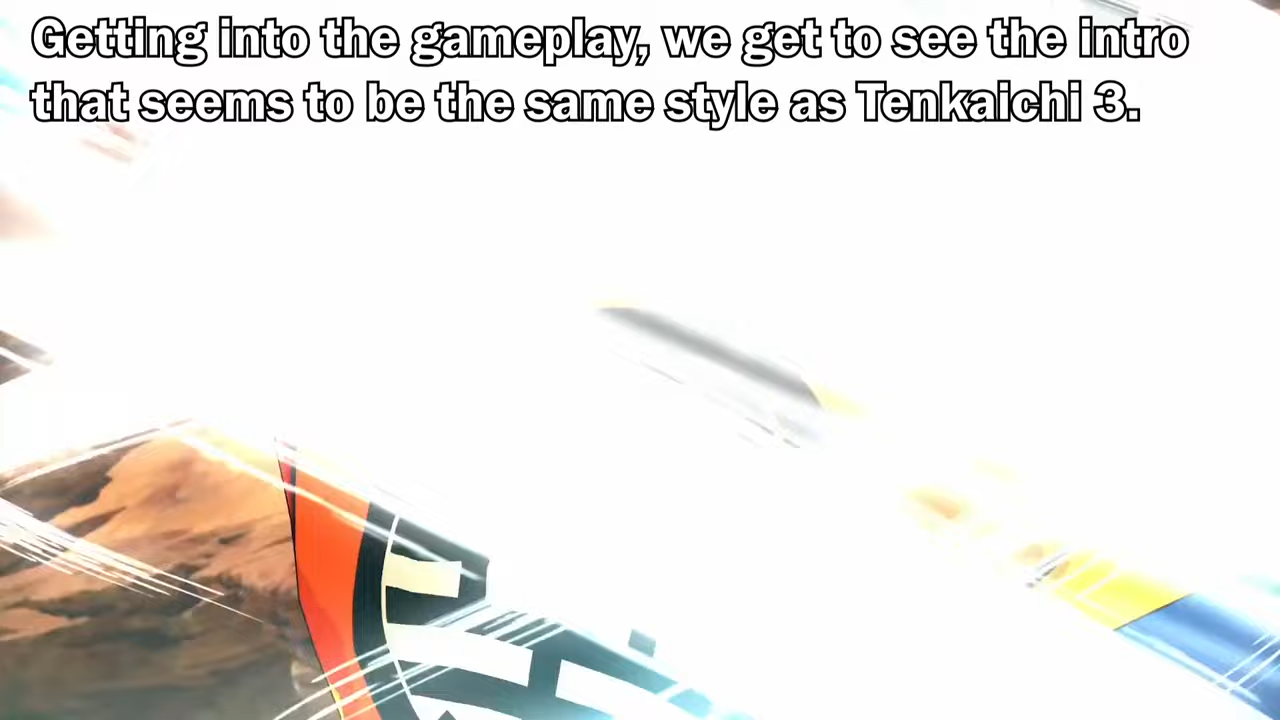 Getting into the gameplay, we get to see the intro
that seems to be the same style as Tenkaichi 3.